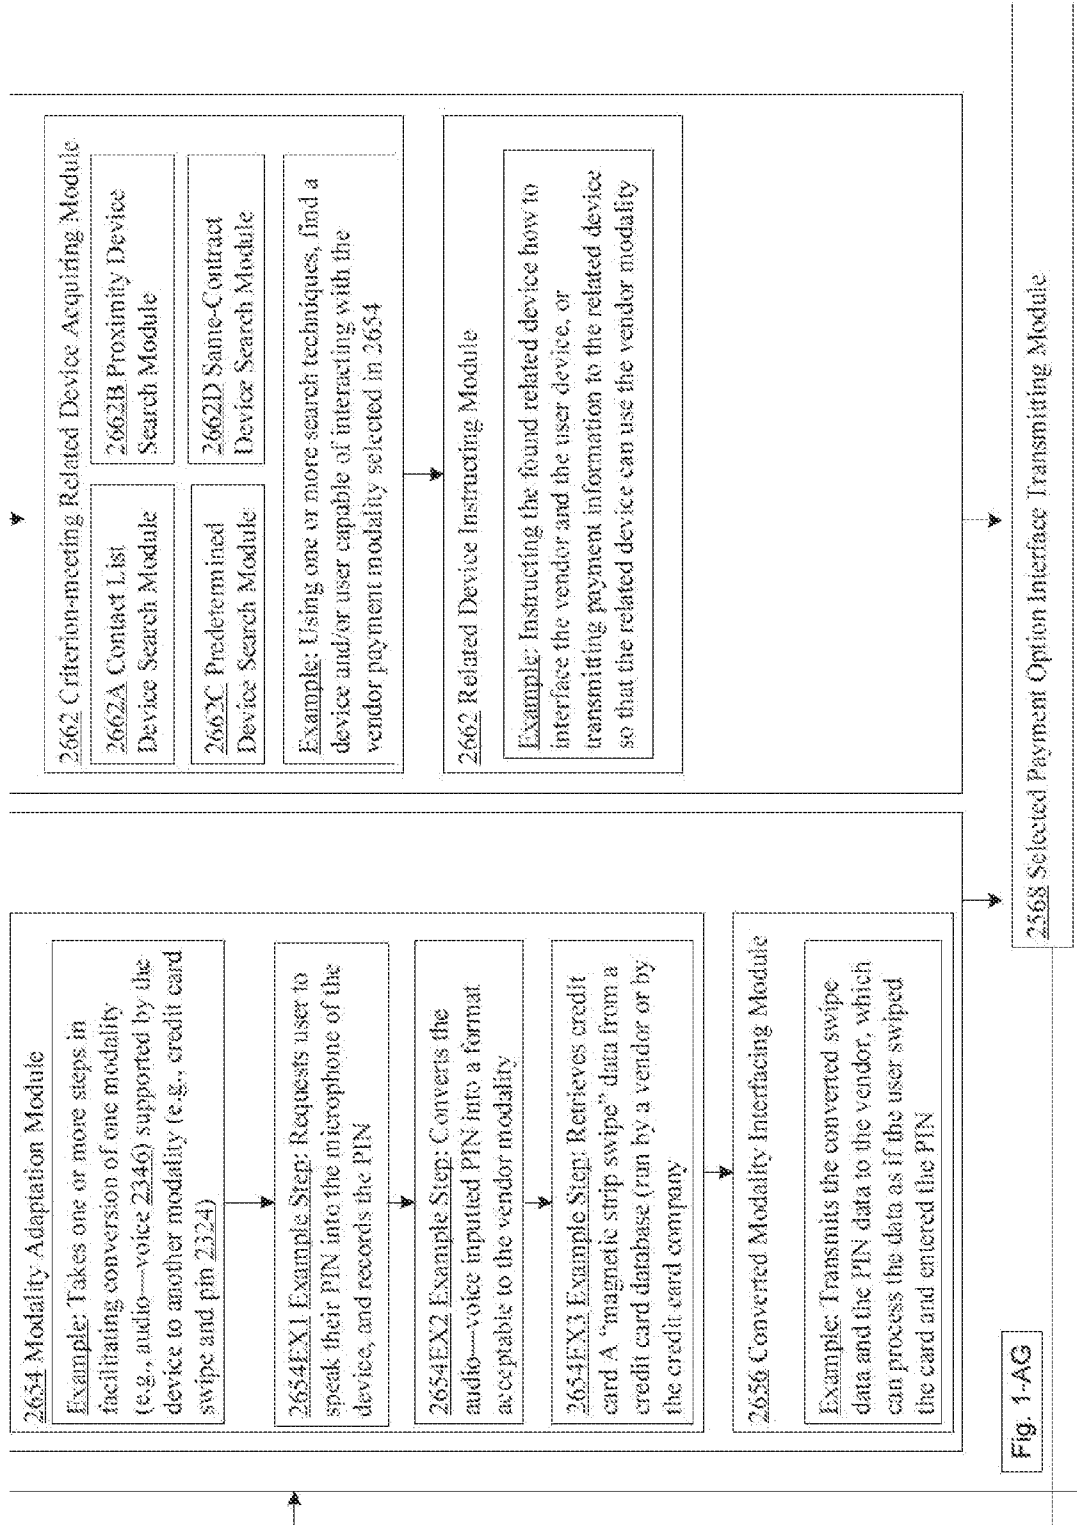 2654 Modality Adaptation Module
Example: Takes one or more steps in
facilitating conversion of one modality
(e.g., audio—voice 2346) supported by the
device to another modality (e.g., credit card
swipe and pin 2324)
2654EX1 Example Step: Requests user to
speak their PIN into the microphone of the
device, and records the PIN
2654EX2 Example Step: Converts the
audio—voice inputted PIN into a format
acceptable to the vendor modality
2654EX3 Example Step: Retrieves credit
card A “magnetic strip swipe” data from a
credit card database (run by a vendor or by
the credit card company
2656 Converted Modality Interfacing Module
Example: Transmits the converted swipe
data and the PIN data to the vendor, which
can process the data as if the user swiped
the card and entered the PIN
2662 Criterion-meeting Related Device Acquiring Module
2662A Contact List
Device Search Module
2662B Proximity Device
Search Module
2662C Predetermined
Device Search Module
2662D Same-Contract
Device Search Module
Example: Using one or more search techniques, find a
device and/or user capable of interacting with the
vendor payment modality selected in 2654
2662 Related Device Instructing Module
Example: Instructing the found related device how to
interface the vendor and the user device, or
transmitting payment information to the related device
so that the related device can use the vendor modality
2568 Selected Payment Option Interface Transmitting Module
Fig. 1-AG